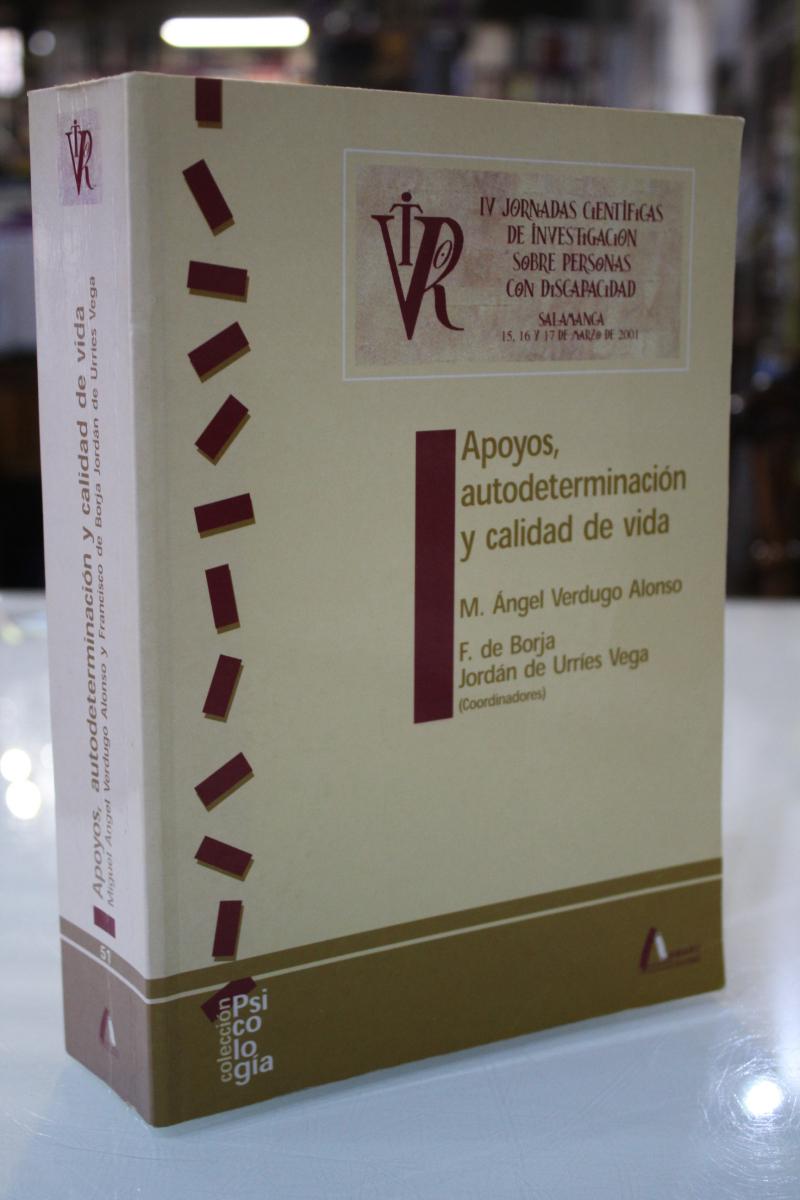 VITOR
IV JORNADAS CIENTÍFICAS
DE INVESTIGACION
SOBRE PERSONAS
CON DISCAPACIDAD
SALAMANCA
15, 16 Y 17 DE MARZO DE 2001
Apoyos,
autodeterminación
y calidad de vida
M. Ángel Verdugo Alonso
F. de Borja
Jordán de Urríes Vega
(Coordinadores)
colección
Psi
co
lo
gía
Apoyos, autodeterminación y calidad de vida
Miguel Ángel Verdugo Alonso y Francisco de Borja Jordán de Urríes Vega
51